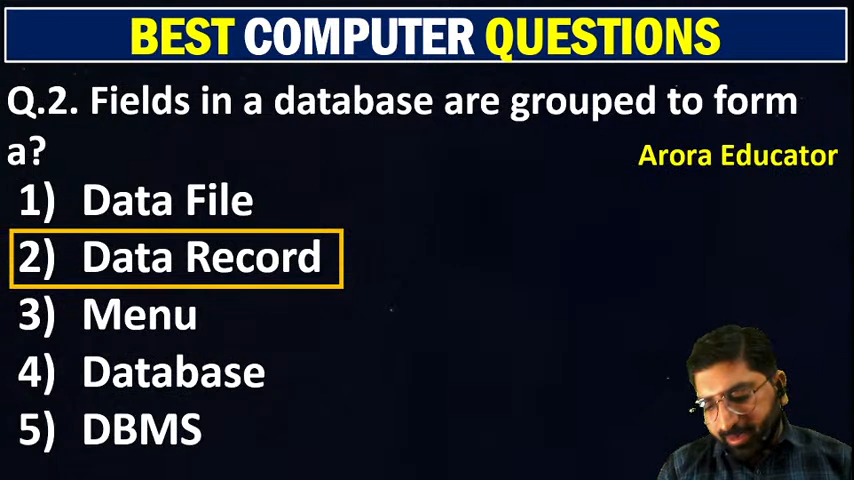 BEST COMPUTER QUESTIONS
Q.2. Fields in a database are grouped to form
a?
Arora Educator
1) Data File
2) Data Record
3) Menu
4) Database
5) DBMS